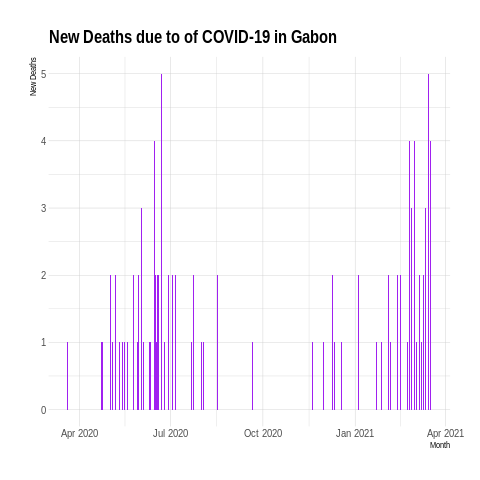 New Deaths due to of COVID-19 in Gabon
New Deaths
5
4
3
2
1
0
Apr 2020 Jul 2020 Oct 2020 Jan 2021 Apr 2021
Month